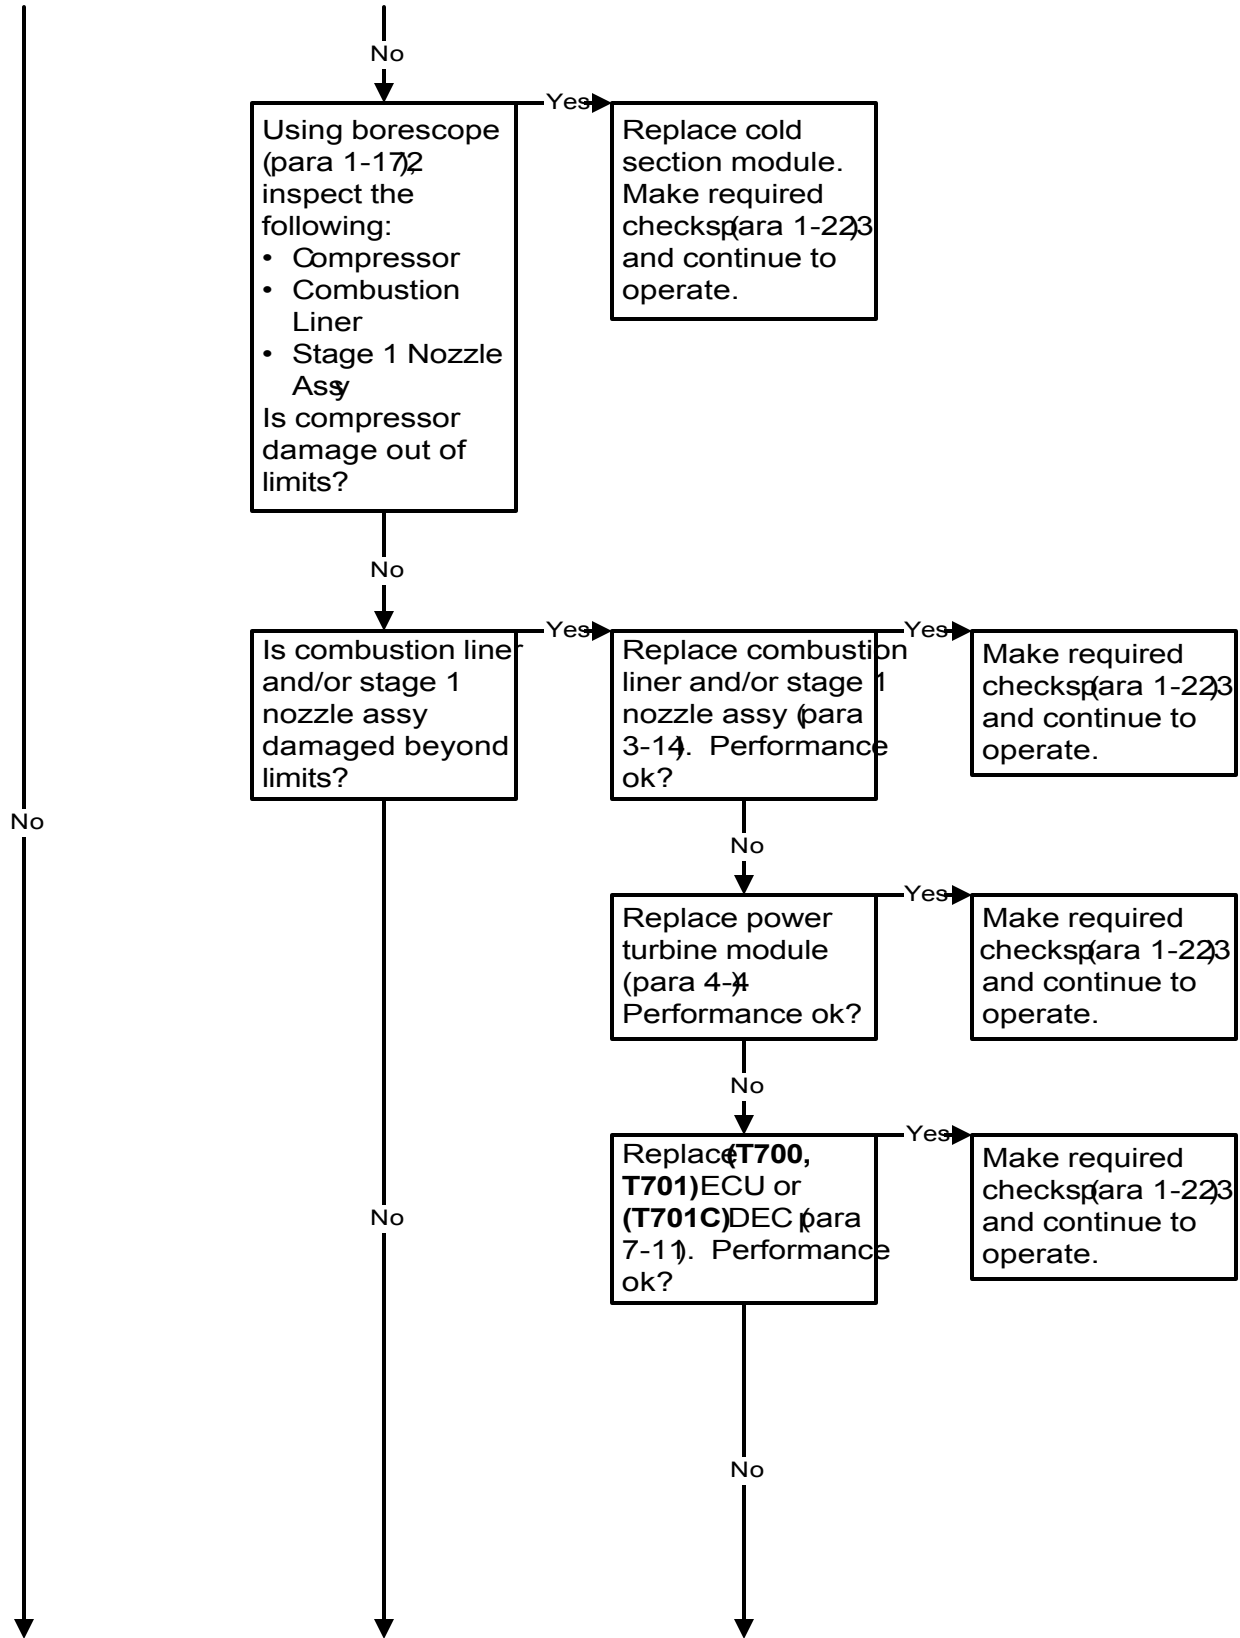 No
Yes
Using borescope
(para 1-172),
inspect the
following:
• Compressor
• Combustion
Liner
• Stage 1 Nozzle
Assy
Is compressor
damage out of
limits?
Replace cold
section module.
Make required
checks (para 1-223)
and continue to
operate.
No
Yes
Is combustion liner
and/or stage 1
nozzle assy
damaged beyond
limits?
Replace combustion
liner and/or stage 1
nozzle assy (para
3-14). Performance
ok?
Yes
Make required
checks (para 1-223)
and continue to
operate.
No
No
Replace power
turbine module
(para 4-4).
Performance ok?
Yes
Make required
checks (para 1-223)
and continue to
operate.
No
Replace (T700,
T701) ECU or
(T701C) DEC (para
7-11). Performance
ok?
Yes
Make required
checks (para 1-223)
and continue to
operate.
No
No